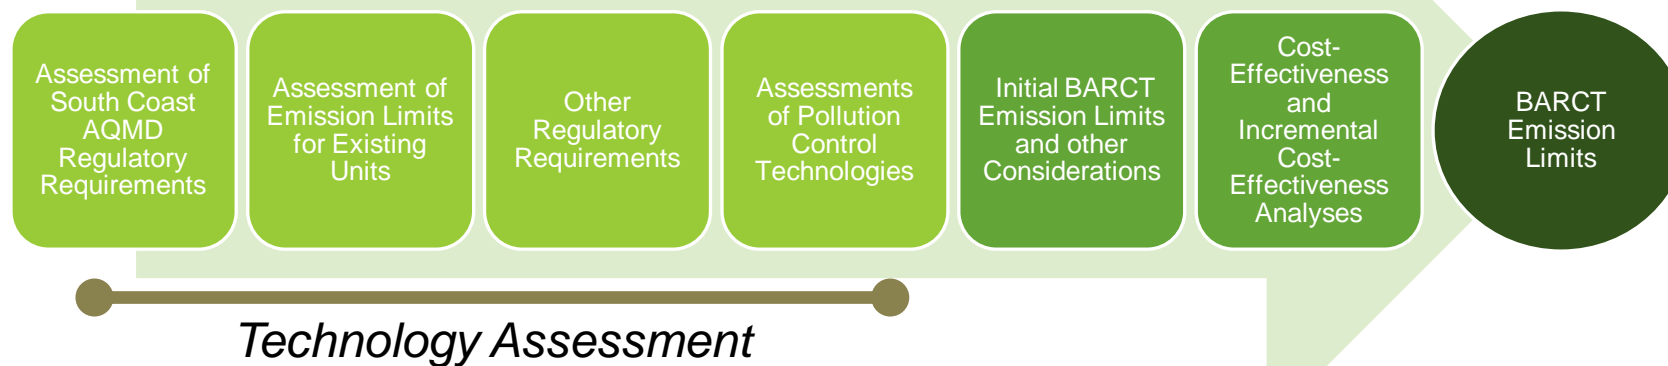 Assessment of
South Coast
AQMD
Regulatory
Requirements
Assessment of
Emission Limits
for Existing
Units
Other
Regulatory
Requirements
Assessments
of Pollution
Control
Technologies
Initial BARCT
Emission Limits
and other
Considerations
Cost-
Effectiveness
and
Incremental
Cost-
Effectiveness
Analyses
BARCT
Emission
Limits
Technology Assessment